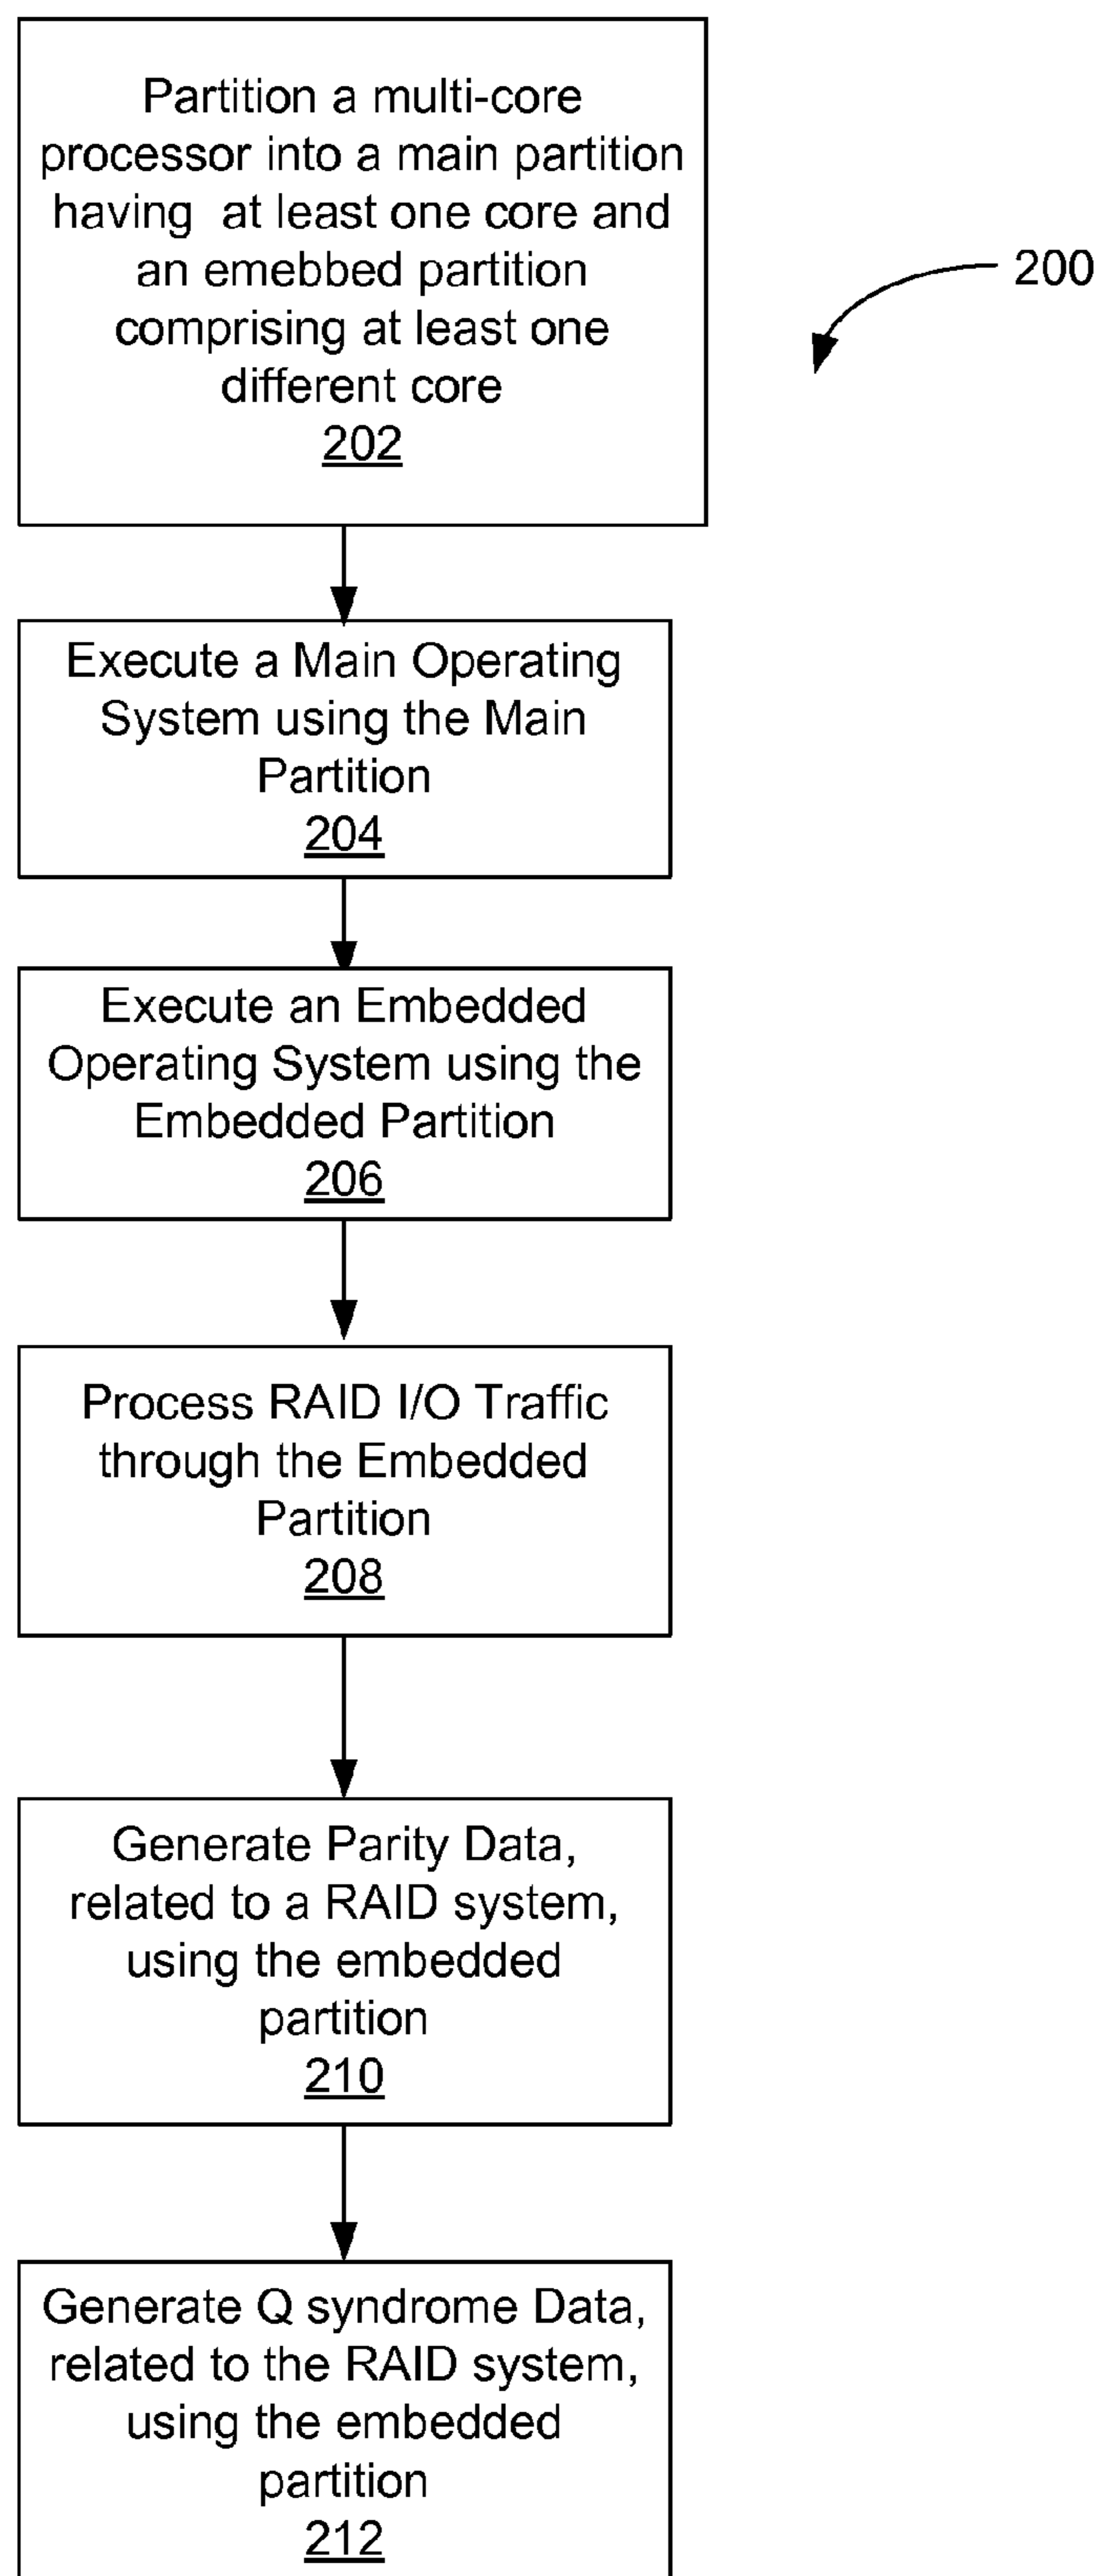 Partition a multi-core
processor into a main partition
having at least one core and
an emebbed partition
comprising at least one
different core
202
200
Execute a Main Operating
System using the Main
Partition
204
Execute an Embedded
Operating System using the
Embedded Partition
206
Process RAID I/O Traffic
through the Embedded
Partition
208
Generate Parity Data,
related to a RAID system,
using the embedded
partition
210
Generate Q syndrome Data,
related to the RAID system,
using the embedded
partition
212